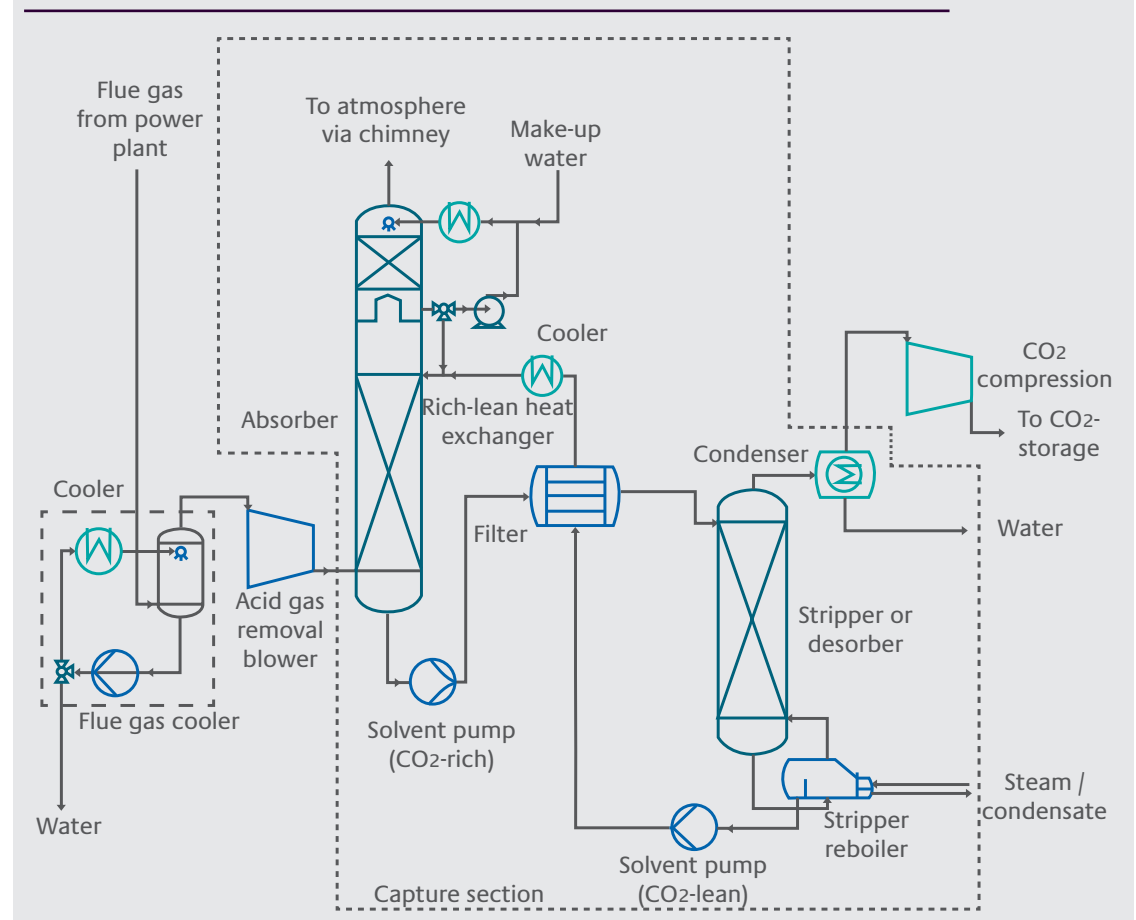 Flue gas
from power
plant
To atmosphere
via chimney
Make-up
water
Cooler
Rich-lean heat
exchanger
Absorber
CO2
compression
To CO2-
storage
Condenser
Cooler
Filter
Water
Acid gas
removal
blower
Stripper or
desorber
Flue gas cooler
Solvent pump
(CO2-rich)
Steam /
condensate
Water
Stripper
reboiler
Solvent pump
(CO2-lean)
Capture section